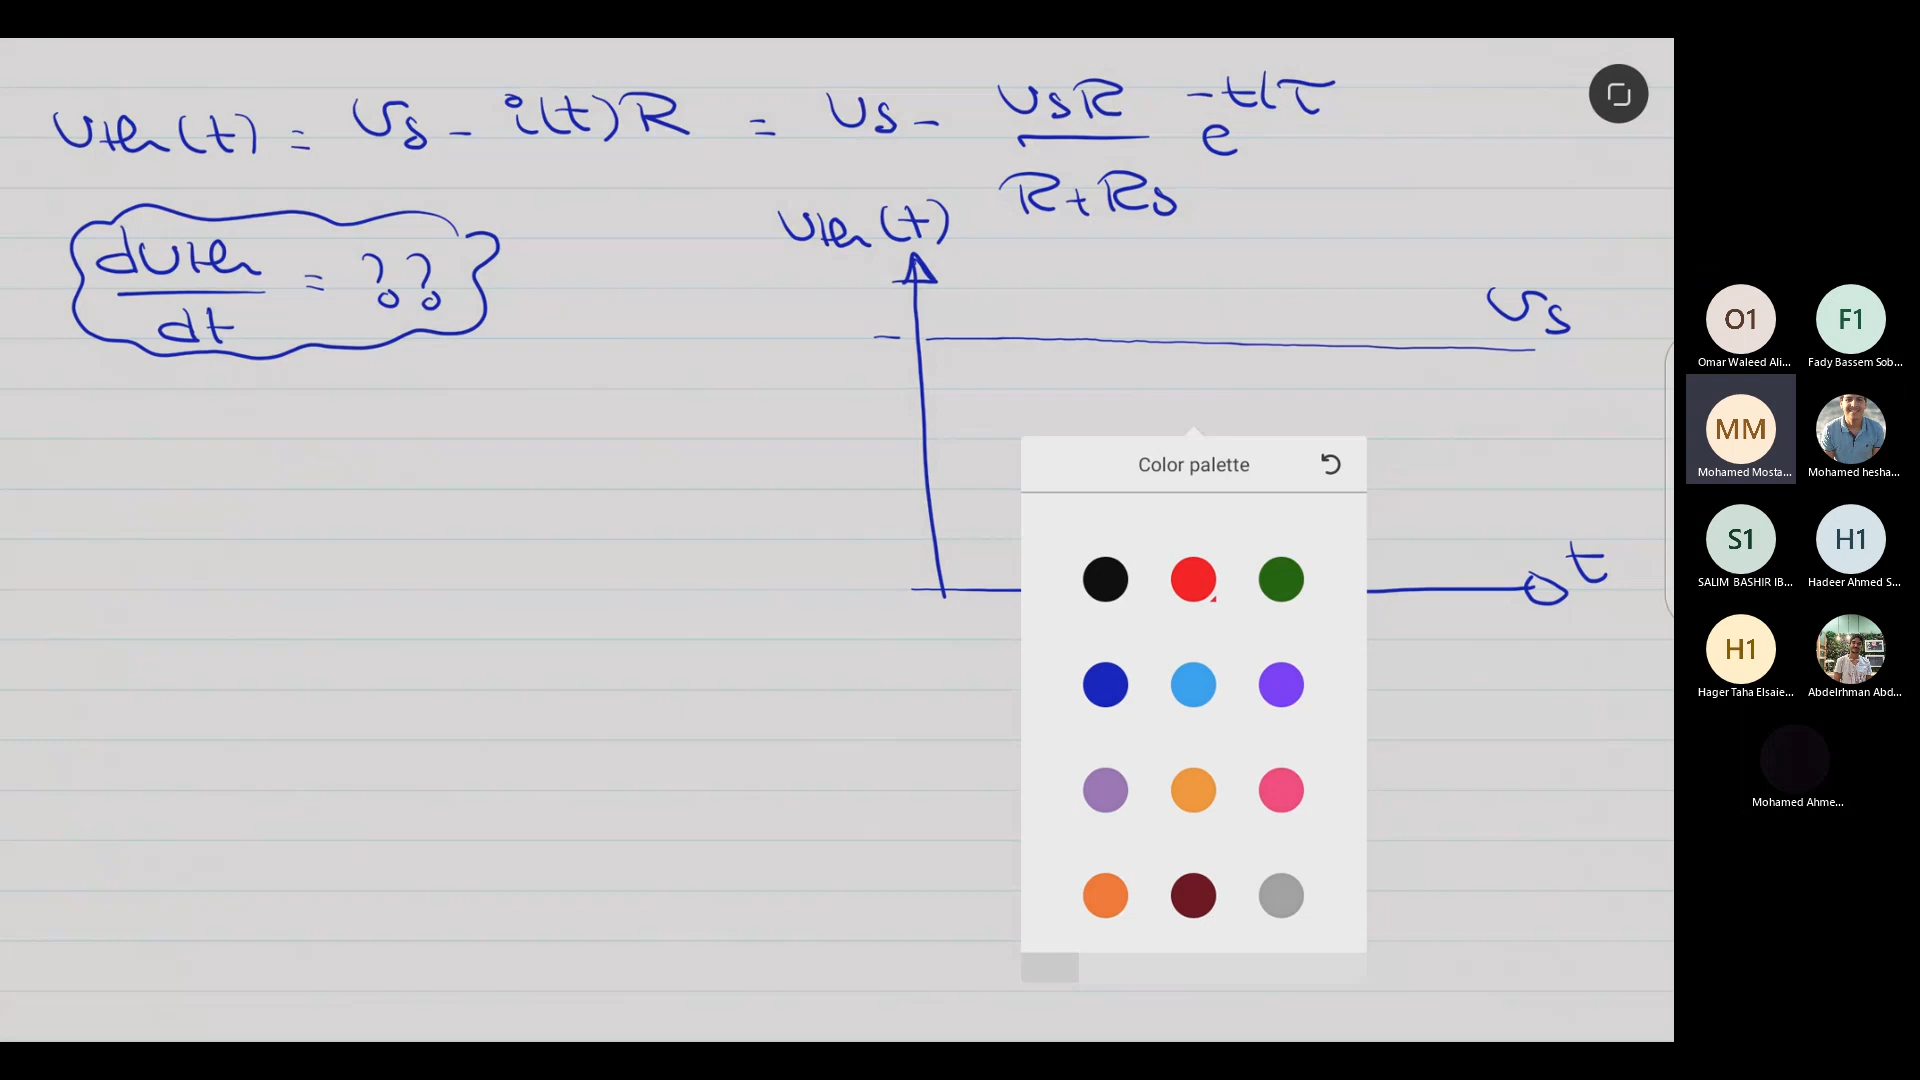 Vth(t) = Vs - i(t)R = Vs - VsR/R+Rs e^-t/τ
dVth/dt = ??
Vth(t)
Vs
t
Color palette
O1
F1
Omar Waleed Ali...
Fady Bassem Sob...
MM
Mohamed Mosta...
Mohamed hesha...
S1
H1
SALIM BASHIR IB...
Hadeer Ahmed S...
H1
Hager Taha Elsaie...
Abdelrhman Abd...
Mohamed Ahme...